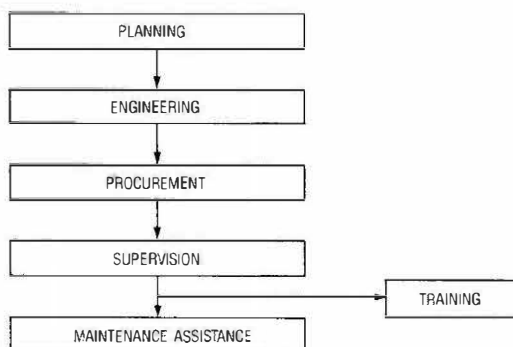 PLANNING
ENGINEERING
PROCUREMENT
SUPERVISION
TRAINING
MAINTENANCE ASSISTANCE